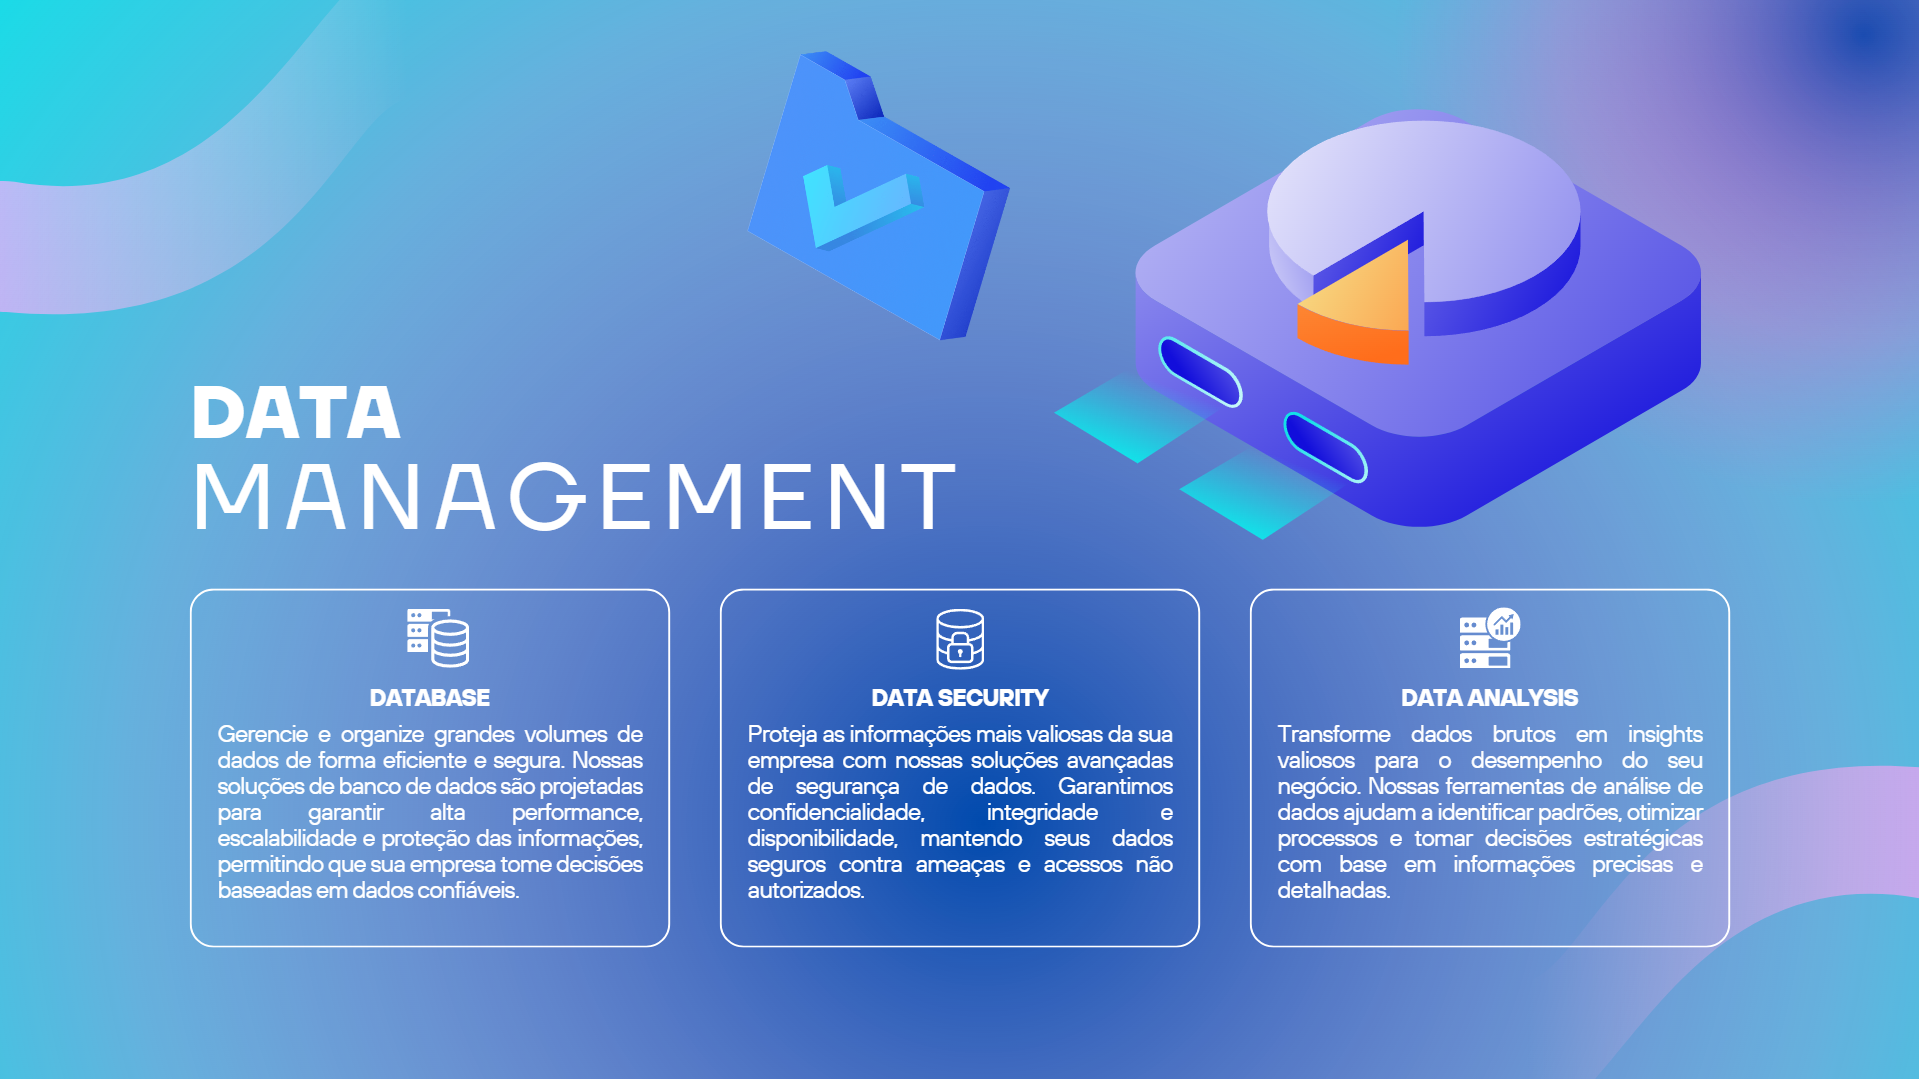 DATA
MANAGEMENT
DATABASE
Gerencie e organize grandes volumes de
dados de forma eficiente e segura. Nossas
soluções de banco de dados são projetadas
para garantir alta performance,
escalabilidade e proteção das informações,
permitindo que sua empresa tome decisões
baseadas em dados confiáveis.
DATA SECURITY
Proteja as informações mais valiosas da sua
empresa com nossas soluções avançadas
de segurança de dados. Garantimos
confidencialidade, integridade e
disponibilidade, mantendo seus dados
seguros contra ameaças e acessos não
autorizados.
DATA ANALYSIS
Transforme dados brutos em insights
valiosos para o desempenho do seu
negócio. Nossas ferramentas de análise de
dados ajudam a identificar padrões, otimizar
processos e tomar decisões estratégicas
com base em informações precisas e
detalhadas.